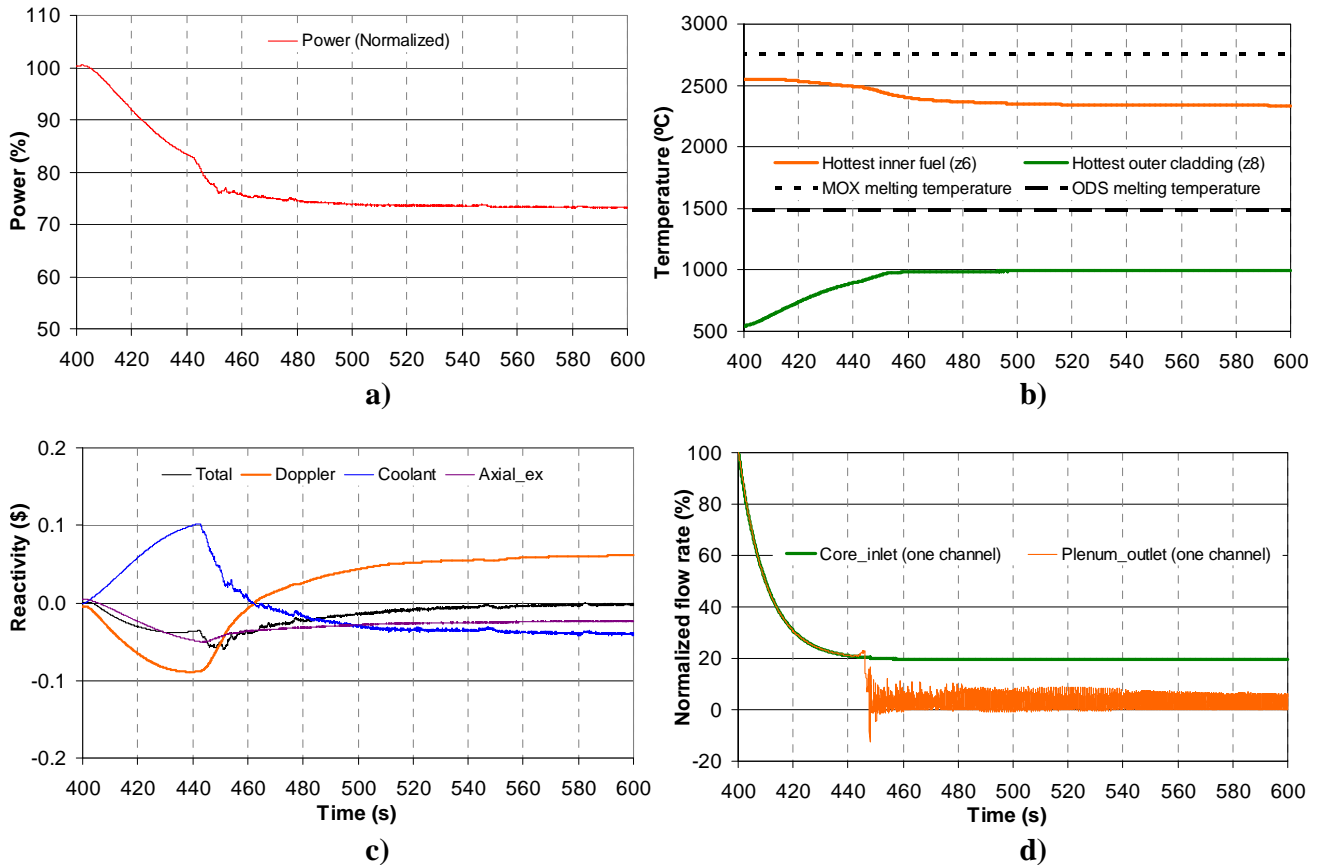 110
100
90
80
70
60
50
Power (%)
Power (Normalized)
400 420 440 460 480 500 520 540 560 580 600
a)
3000
2500
2000
1500
1000
500
Termperature (ºC)
Hottest inner fuel (z6) Hottest outer cladding (z8)
MOX melting temperature ODS melting temperature
400 420 440 460 480 500 520 540 560 580 600
b)
0.2
0.1
0.0
-0.1
-0.2
Reactivity ($)
Total Doppler Coolant Axial_ex
400 420 440 460 480 500 520 540 560 580 600
Time (s)
c)
100
80
60
40
20
0
-20
Normalized flow rate (%)
Core_inlet (one channel) Plenum_outlet (one channel)
400 420 440 460 480 500 520 540 560 580 600
Time (s)
d)